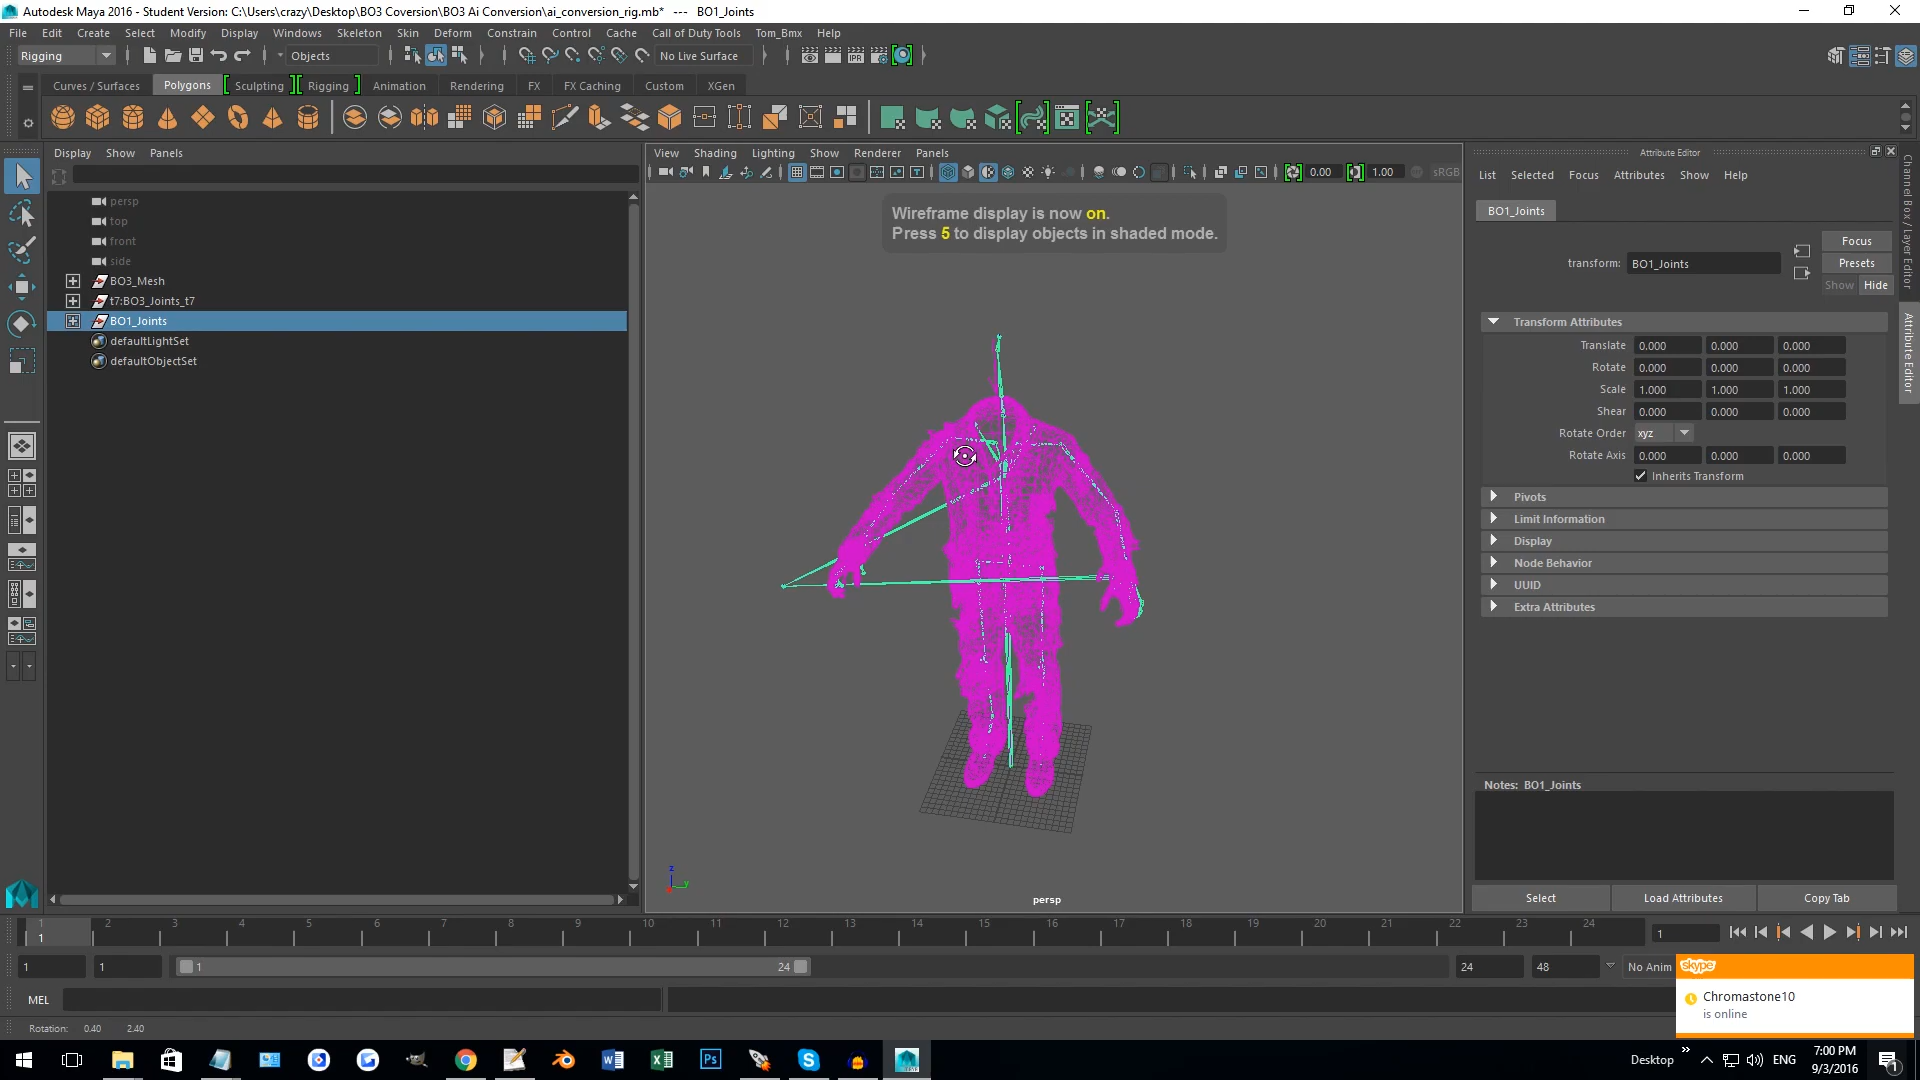 Autodesk Maya 2016 - Student Version: C:\Users\crazy\Desktop\BO3 Coversion\BO3 Ai Conversion\ai_conversion_rig.mb* --- BO1_Joints
File Edit Create Select Modify Display Windows Skeleton Skin Deform Constrain Control Cache Call of Duty Tools Tom_Bmx Help
Rigging Objects No Live Surface
Curves / Surfaces Polygons Sculpting Rigging Animation Rendering FX FX Caching Custom XGen
Display Show Panels
View Shading Lighting Show Renderer Panels
0.00 1.00 sRGB
persp
top
front
side
BO3_Mesh
t7:BO3_Joints_t7
BO1_Joints
defaultLightSet
defaultObjectSet
Wireframe display is now on.
Press 5 to display objects in shaded mode.
z
y
persp
Attribute Editor
List Selected Focus Attributes Show Help
BO1_Joints
transform: BO1_Joints
Focus
Presets
Show Hide
Transform Attributes
Translate 0.000 0.000 0.000
Rotate 0.000 0.000 0.000
Scale 1.000 1.000 1.000
Shear 0.000 0.000 0.000
Rotate Order xyz
Rotate Axis 0.000 0.000 0.000
Inherits Transform
Pivots
Limit Information
Display
Node Behavior
UUID
Extra Attributes
Notes: BO1_Joints
Select Load Attributes Copy Tab
Channel Box / Layer Editor
Attribute Editor
1 2 3 4 5 6 7 8 9 10 11 12 13 14 15 16 17 18 19 20 21 22 23 24
1 1
1 1 1 24 24 48 No Anim
MEL
Rotation: 0.40 2.40
skype
Chromastone10
is online
Desktop ENG
7:00 PM
9/3/2016
1